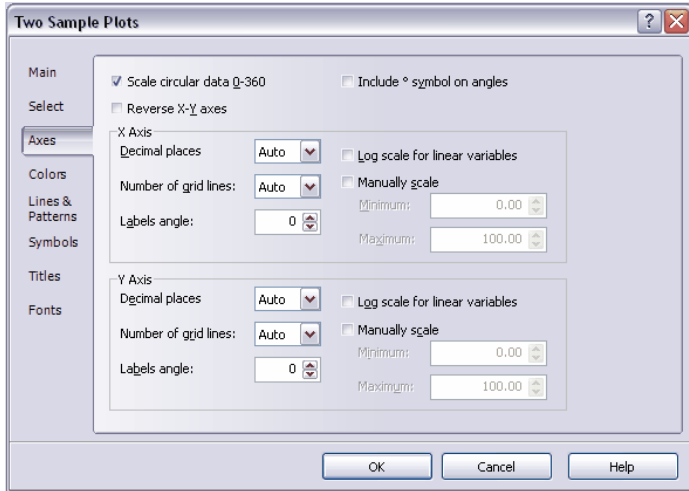 Two Sample Plots
?
Main
Select
Axes
Colors
Lines &
Patterns
Symbols
Titles
Fonts
Scale circular data 0-360
Include ° symbol on angles
Reverse X-Y axes
X Axis
Decimal places
Auto
Log scale for linear variables
Number of grid lines:
Auto
Manually scale
Minimum:
0.00
Labels angle:
0
Maximum:
100.00
Y Axis
Decimal places
Auto
Log scale for linear variables
Number of grid lines:
Auto
Manually scale
Minimum:
0.00
Labels angle:
0
Maximum:
100.00
OK
Cancel
Help